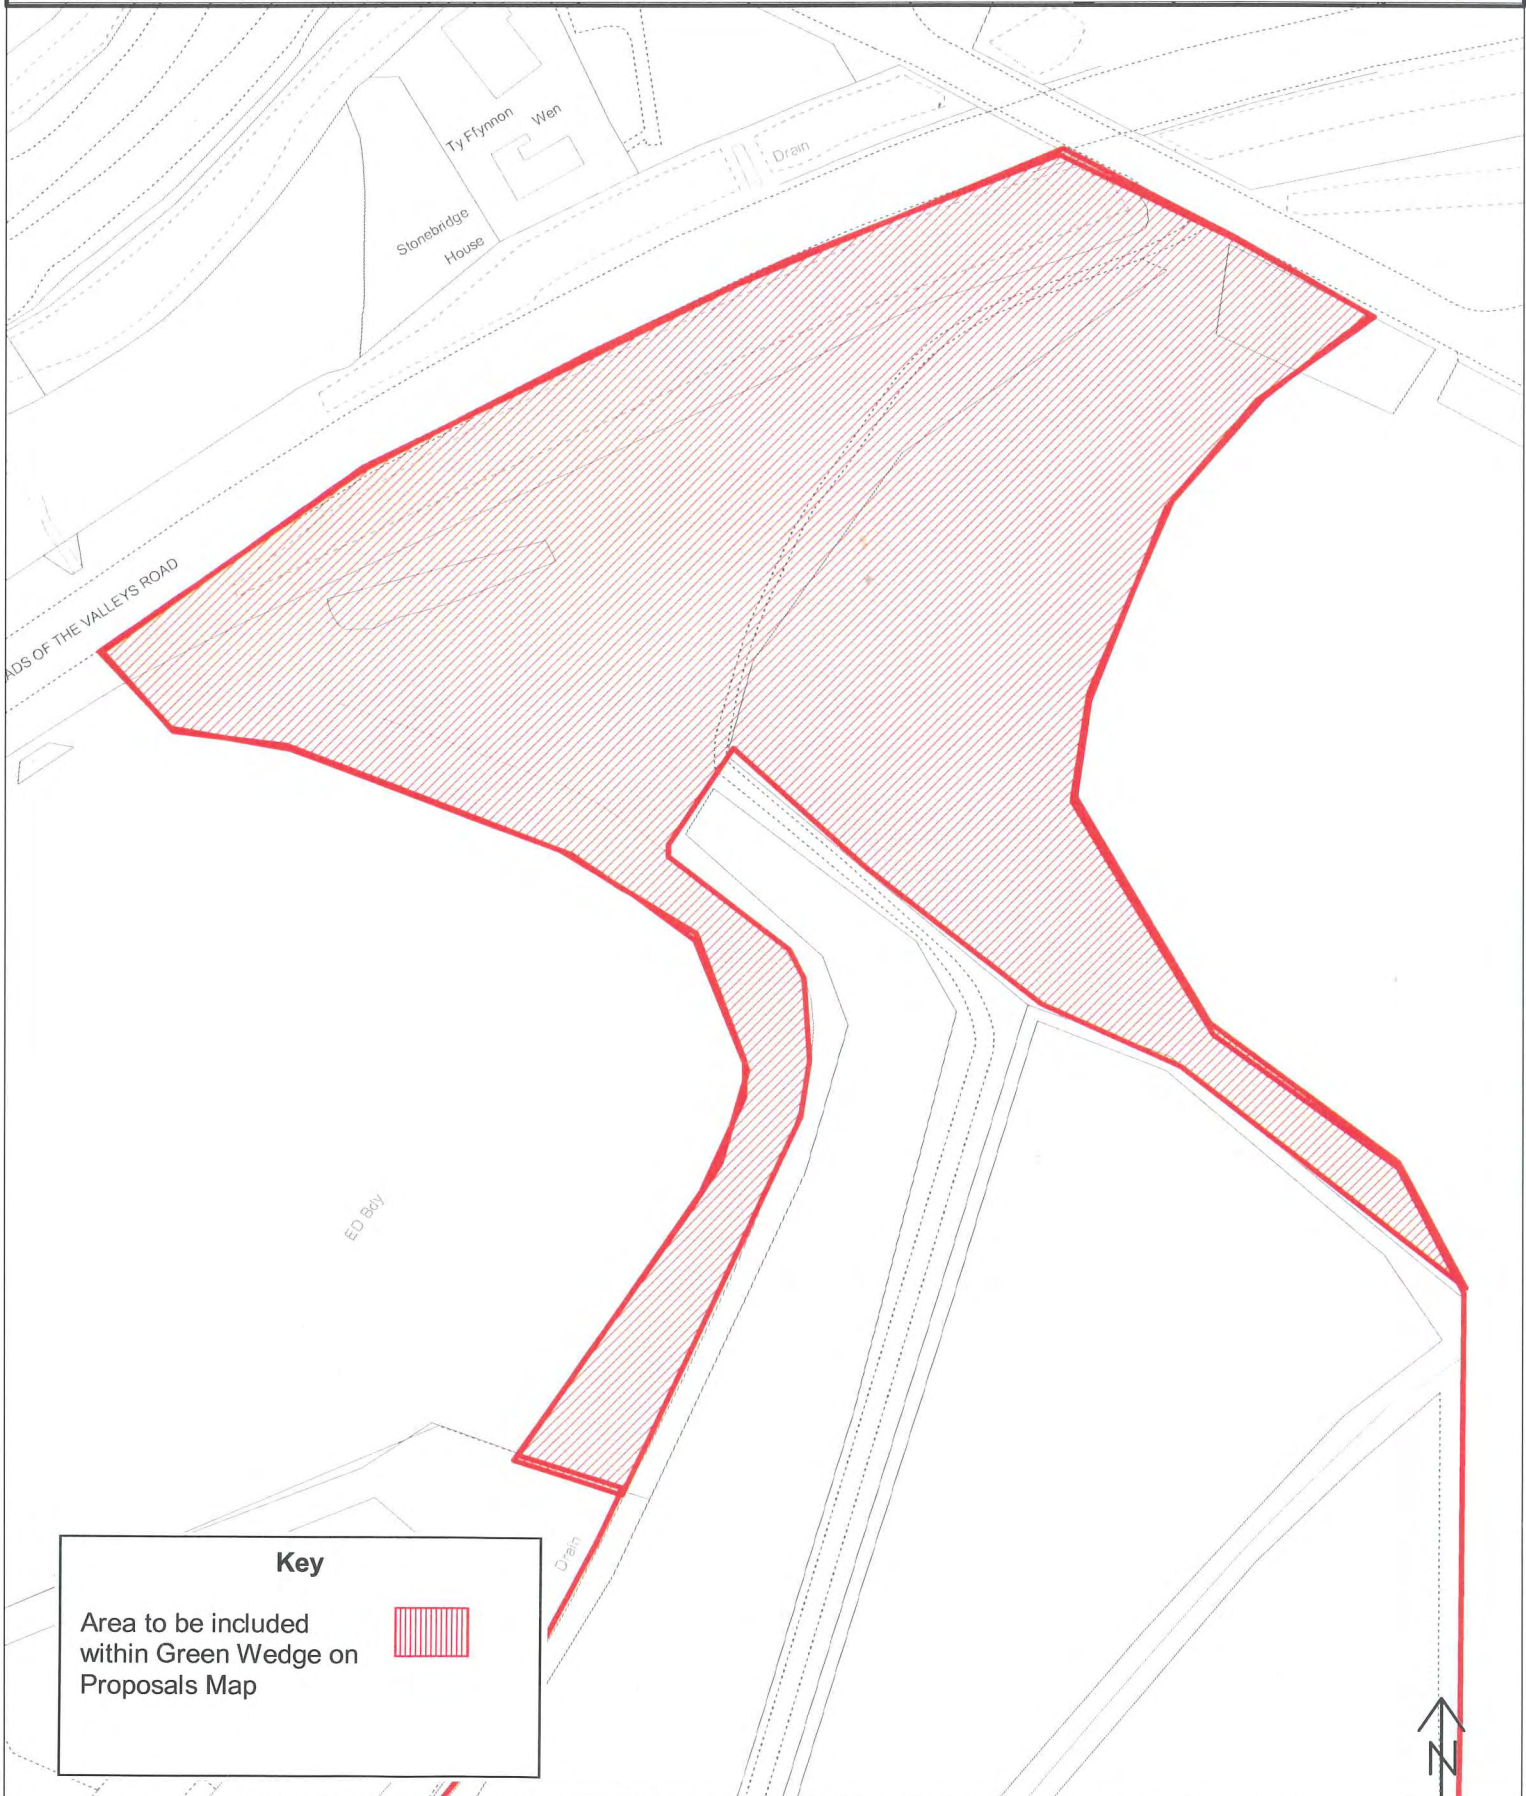 Ty Ffynnon
Wen
Drain
Stonebridge
House
ADS OF THE VALLEYS ROAD
ED Bdy
Drain
Key
Area to be included
within Green Wedge on
Proposals Map
N